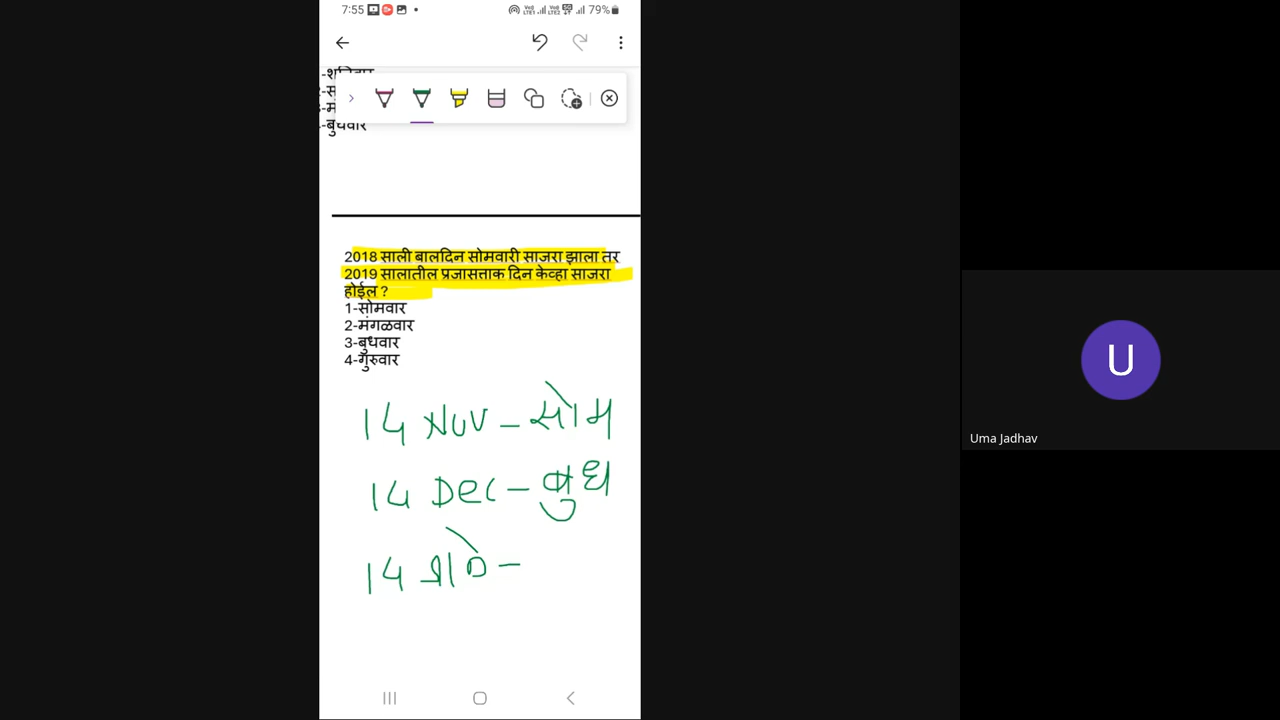 7:55
79%
-बुधवार
2018 साली बालदिन सोमवारी साजरा झाला तर
2019 सालातील प्रजासत्ताक दिन केव्हा साजरा
होईल ?
1-सोमवार
2-मंगळवार
3-बुधवार
4-गुरुवार
14 Nov - सोम
14 Dec - बुध
14 -
U
Uma Jadhav